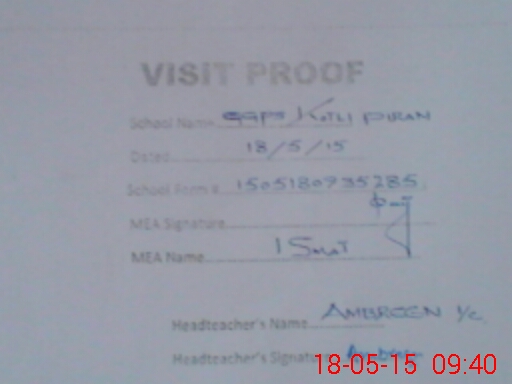 VISIT PROOF
School Name GGPS Kotli PIRAN
Dated 18/5/15
School Form # 1505180935285
MEA Signature
MEA Name ISmat
Headteacher's Name AMBREEN I/c
Headteacher's Signature
18-05-15 09:40